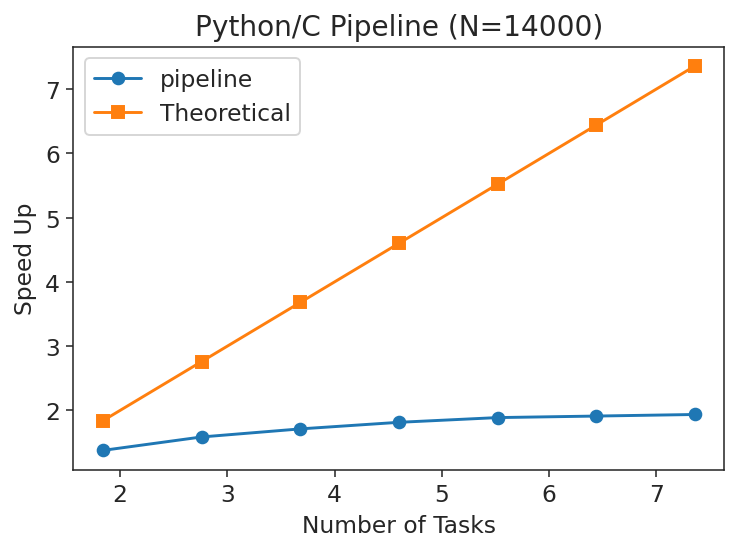 Python/C Pipeline (N=14000)
pipeline
Theoretical
Speed Up
7
6
5
4
3
2
2 3 4 5 6 7
Number of Tasks